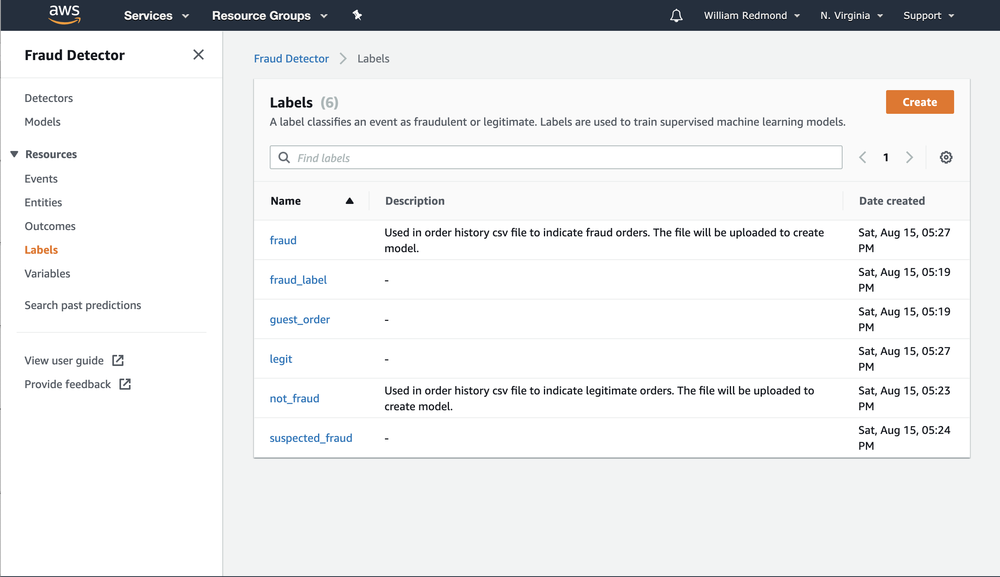 aws Services Resource Groups William Redmond N. Virginia Support
Fraud Detector
Detectors
Models
Resources
Events
Entities
Outcomes
Labels
Variables
Search past predictions
View user guide
Provide feedback
Fraud Detector Labels
Labels (6)
Create
A label classifies an event as fraudulent or legitimate. Labels are used to train supervised machine learning models.
Find labels
1
Name Description Date created
fraud
Used in order history csv file to indicate fraud orders. The file will be uploaded to create
model.
Sat, Aug 15, 05:27
PM
fraud_label
-
Sat, Aug 15, 05:19
PM
guest_order
-
Sat, Aug 15, 05:19
PM
legit
-
Sat, Aug 15, 05:27
PM
not_fraud
Used in order history csv file to indicate legitimate orders. The file will be uploaded to
create model.
Sat, Aug 15, 05:23
PM
suspected_fraud
-
Sat, Aug 15, 05:24
PM